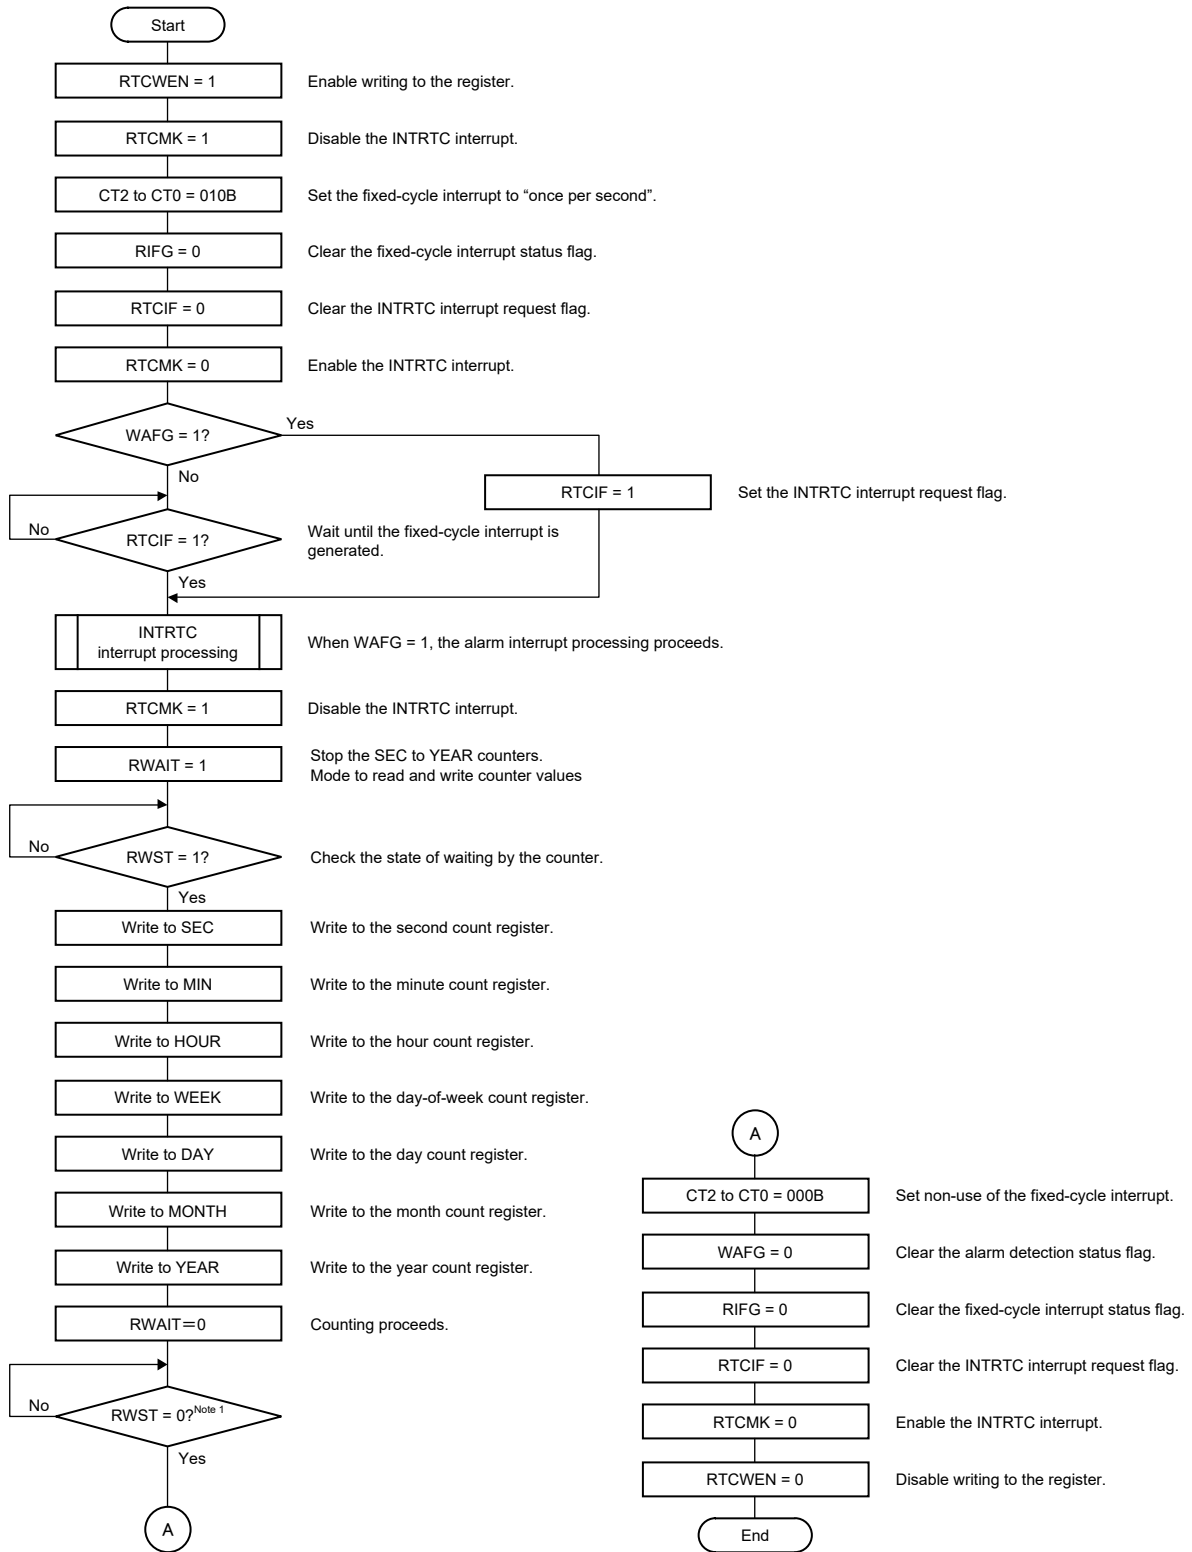 Start
RTCWEN = 1
Enable writing to the register.
RTCMK = 1
Disable the INTRTC interrupt.
CT2 to CT0 = 010B
Set the fixed-cycle interrupt to “once per second”.
RIFG = 0
Clear the fixed-cycle interrupt status flag.
RTCIF = 0
Clear the INTRTC interrupt request flag.
RTCMK = 0
Enable the INTRTC interrupt.
WAFG = 1?
Yes
No
RTCIF = 1
Set the INTRTC interrupt request flag.
No
RTCIF = 1?
Wait until the fixed-cycle interrupt is
generated.
Yes
INTRTC
interrupt processing
When WAFG = 1, the alarm interrupt processing proceeds.
RTCMK = 1
Disable the INTRTC interrupt.
RWAIT = 1
Stop the SEC to YEAR counters.
Mode to read and write counter values
No
RWST = 1?
Check the state of waiting by the counter.
Yes
Write to SEC
Write to the second count register.
Write to MIN
Write to the minute count register.
Write to HOUR
Write to the hour count register.
Write to WEEK
Write to the day-of-week count register.
Write to DAY
Write to the day count register.
Write to MONTH
Write to the month count register.
Write to YEAR
Write to the year count register.
RWAIT＝0
Counting proceeds.
No
RWST = 0?Note 1
Yes
A
A
CT2 to CT0 = 000B
Set non-use of the fixed-cycle interrupt.
WAFG = 0
Clear the alarm detection status flag.
RIFG = 0
Clear the fixed-cycle interrupt status flag.
RTCIF = 0
Clear the INTRTC interrupt request flag.
RTCMK = 0
Enable the INTRTC interrupt.
RTCWEN = 0
Disable writing to the register.
End